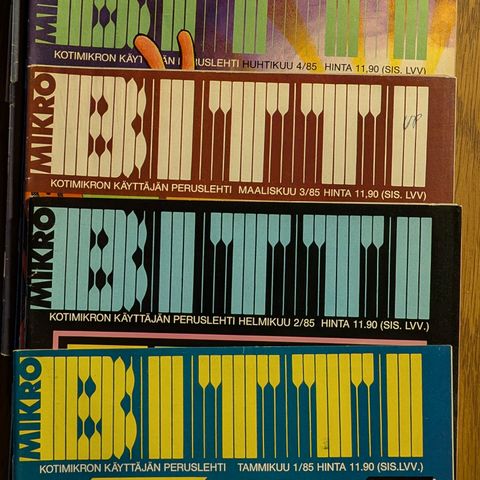 BITTI
KOTIMIKRON KÄYTTÄJÄN PERUSLEHTI HUHTIKUU 4/85 HINTA 11,90 (SIS. LVV.)
MIKRO
BITTI
KOTIMIKRON KÄYTTÄJÄN PERUSLEHTI MAALISKUU 3/85 HINTA 11,90 (SIS. LVV.)
MIKRO
BITTI
KOTIMIKRON KÄYTTÄJÄN PERUSLEHTI HELMIKUU 2/85 HINTA 11.90 (SIS. LVV.)
MIKRO
BITTI
KOTIMIKRON KÄYTTÄJÄN PERUSLEHTI TAMMIKUU 1/85 HINTA 11.90 (SIS.LVV.)